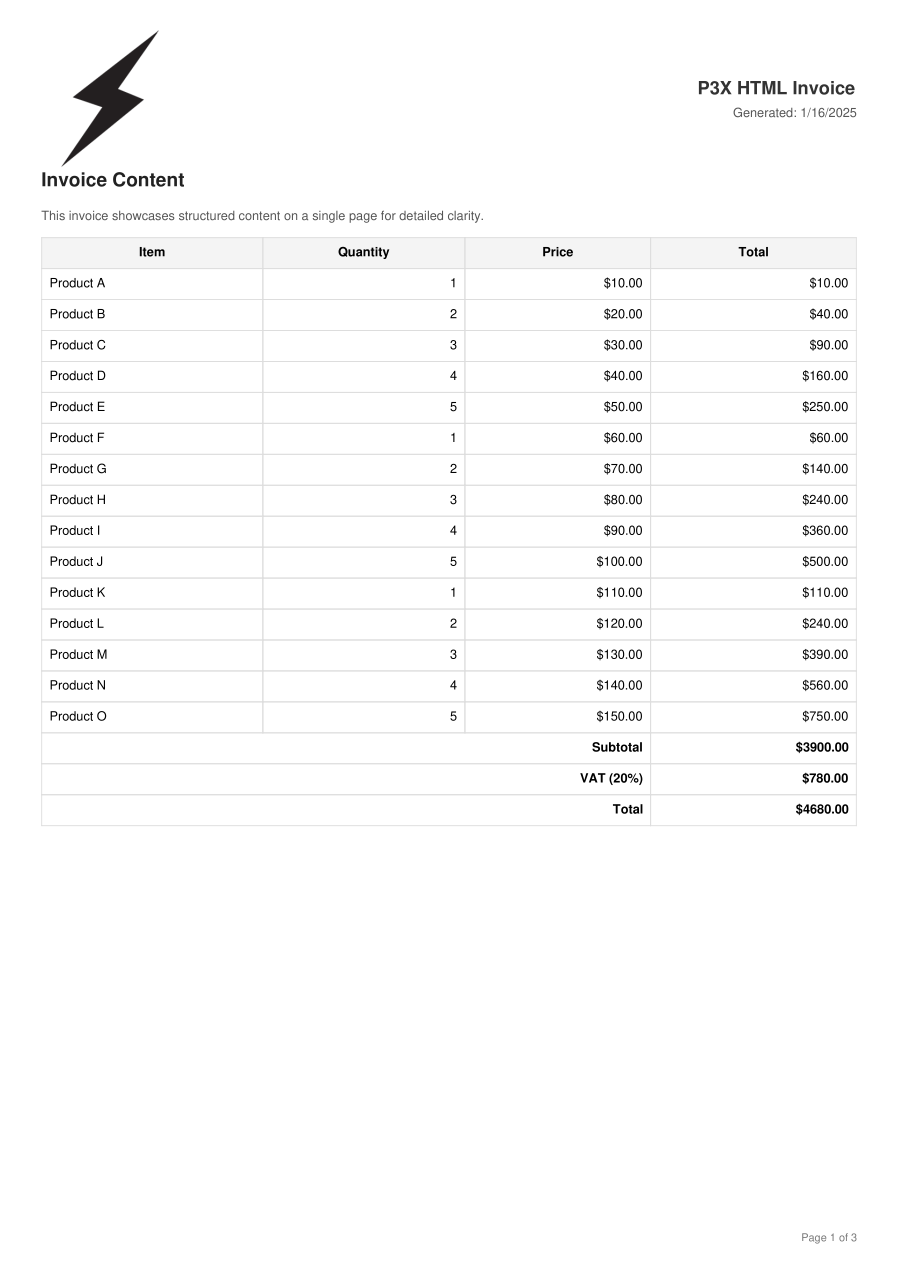 P3X HTML Invoice
Generated: 1/16/2025
Invoice Content
This invoice showcases structured content on a single page for detailed clarity.
Item Quantity Price Total
Product A 1 $10.00 $10.00
Product B 2 $20.00 $40.00
Product C 3 $30.00 $90.00
Product D 4 $40.00 $160.00
Product E 5 $50.00 $250.00
Product F 1 $60.00 $60.00
Product G 2 $70.00 $140.00
Product H 3 $80.00 $240.00
Product I 4 $90.00 $360.00
Product J 5 $100.00 $500.00
Product K 1 $110.00 $110.00
Product L 2 $120.00 $240.00
Product M 3 $130.00 $390.00
Product N 4 $140.00 $560.00
Product O 5 $150.00 $750.00
Subtotal $3900.00
VAT (20%) $780.00
Total $4680.00
Page 1 of 3